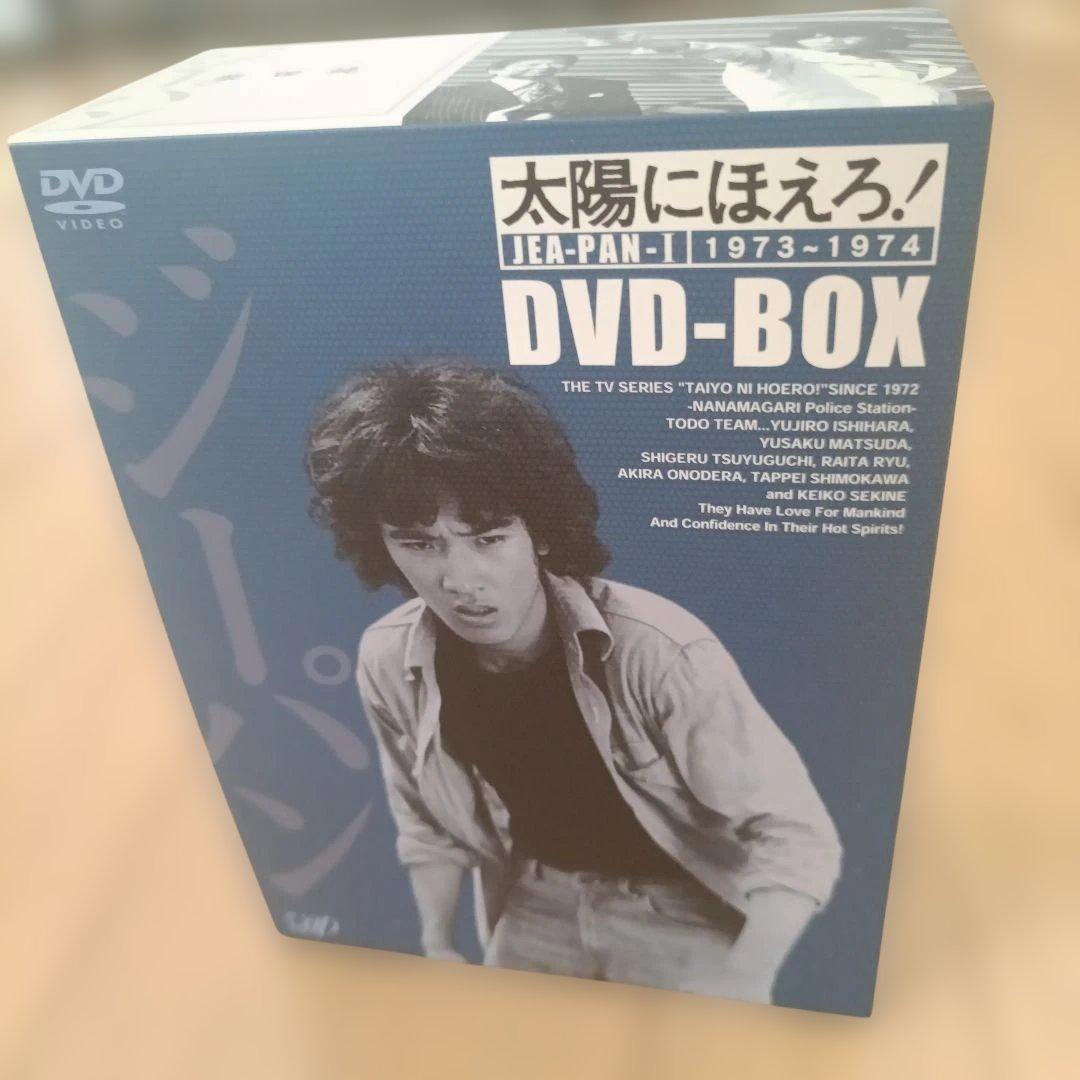 DVD
VIDEO
太陽にほえろ!
JEA-PAN-I 1973~1974
DVD-BOX
THE TV SERIES "TAIYO NI HOERO!"SINCE 1972
-NANAMAGARI Police Station-
TODO TEAM...YUJIRO ISHIHARA,
YUSAKU MATSUDA,
SHIGERU TSUYUGUCHI, RAITA RYU,
AKIRA ONODERA, TAPPEI SHIMOKAWA
and KEIKO SEKINE
They Have Love For Mankind
And Confidence In Their Hot Spirits!
ジーパン